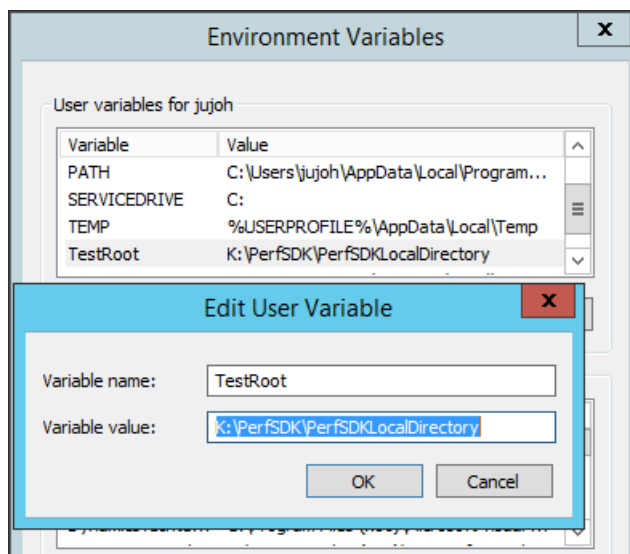 Environment Variables
X
User variables for jujoh
Variable Value
PATH C:\Users\jujoh\AppData\Local\Program...
SERVICEDRIVE C:
TEMP %USERPROFILE%\AppData\Local\Temp
TestRoot K:\PerfSDK\PerfSDKLocalDirectory
Edit User Variable
X
Variable name: TestRoot
Variable value: K:\PerfSDK\PerfSDKLocalDirectory
OK Cancel